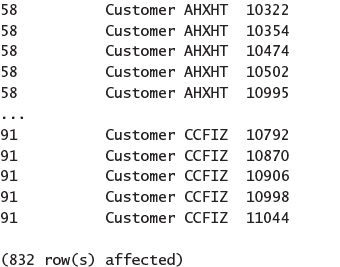 58 Customer AHXHT 10322
58 Customer AHXHT 10354
58 Customer AHXHT 10474
58 Customer AHXHT 10502
58 Customer AHXHT 10995
...
91 Customer CCFIZ 10792
91 Customer CCFIZ 10870
91 Customer CCFIZ 10906
91 Customer CCFIZ 10998
91 Customer CCFIZ 11044
(832 row(s) affected)